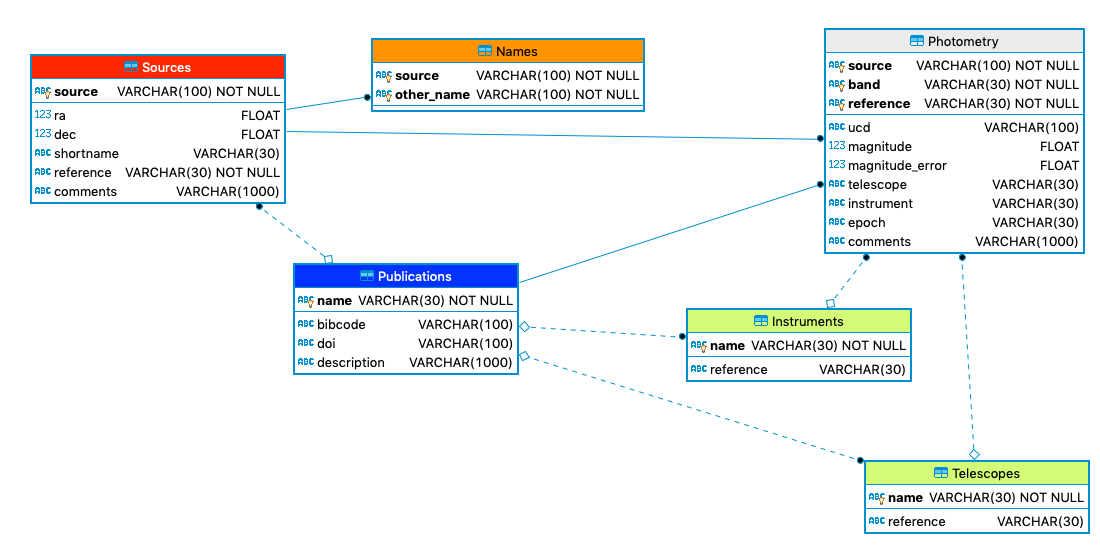 Sources
ABC source VARCHAR(100) NOT NULL
123 ra FLOAT
123 dec FLOAT
ABC shortname VARCHAR(30)
ABC reference VARCHAR(30) NOT NULL
ABC comments VARCHAR(1000)
Names
ABC source VARCHAR(100) NOT NULL
ABC other_name VARCHAR(100) NOT NULL
Photometry
ABC source VARCHAR(100) NOT NULL
ABC band VARCHAR(30) NOT NULL
ABC reference VARCHAR(30) NOT NULL
ABC ucd VARCHAR(100)
123 magnitude FLOAT
123 magnitude_error FLOAT
ABC telescope VARCHAR(30)
ABC instrument VARCHAR(30)
ABC epoch VARCHAR(30)
ABC comments VARCHAR(1000)
Publications
ABC name VARCHAR(30) NOT NULL
ABC bibcode VARCHAR(100)
ABC doi VARCHAR(100)
ABC description VARCHAR(1000)
Instruments
ABC name VARCHAR(30) NOT NULL
ABC reference VARCHAR(30)
Telescopes
ABC name VARCHAR(30) NOT NULL
ABC reference VARCHAR(30)